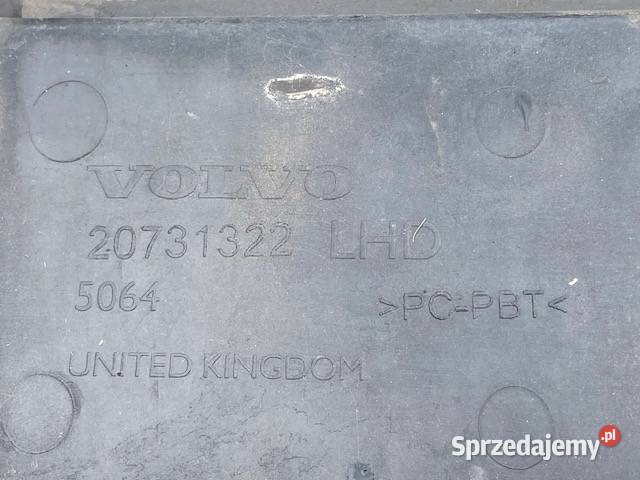 VOLVO
20731322 LHD
5064 >PC-PBT<
UNITED KINGDOM
Sprzedajemy.pl